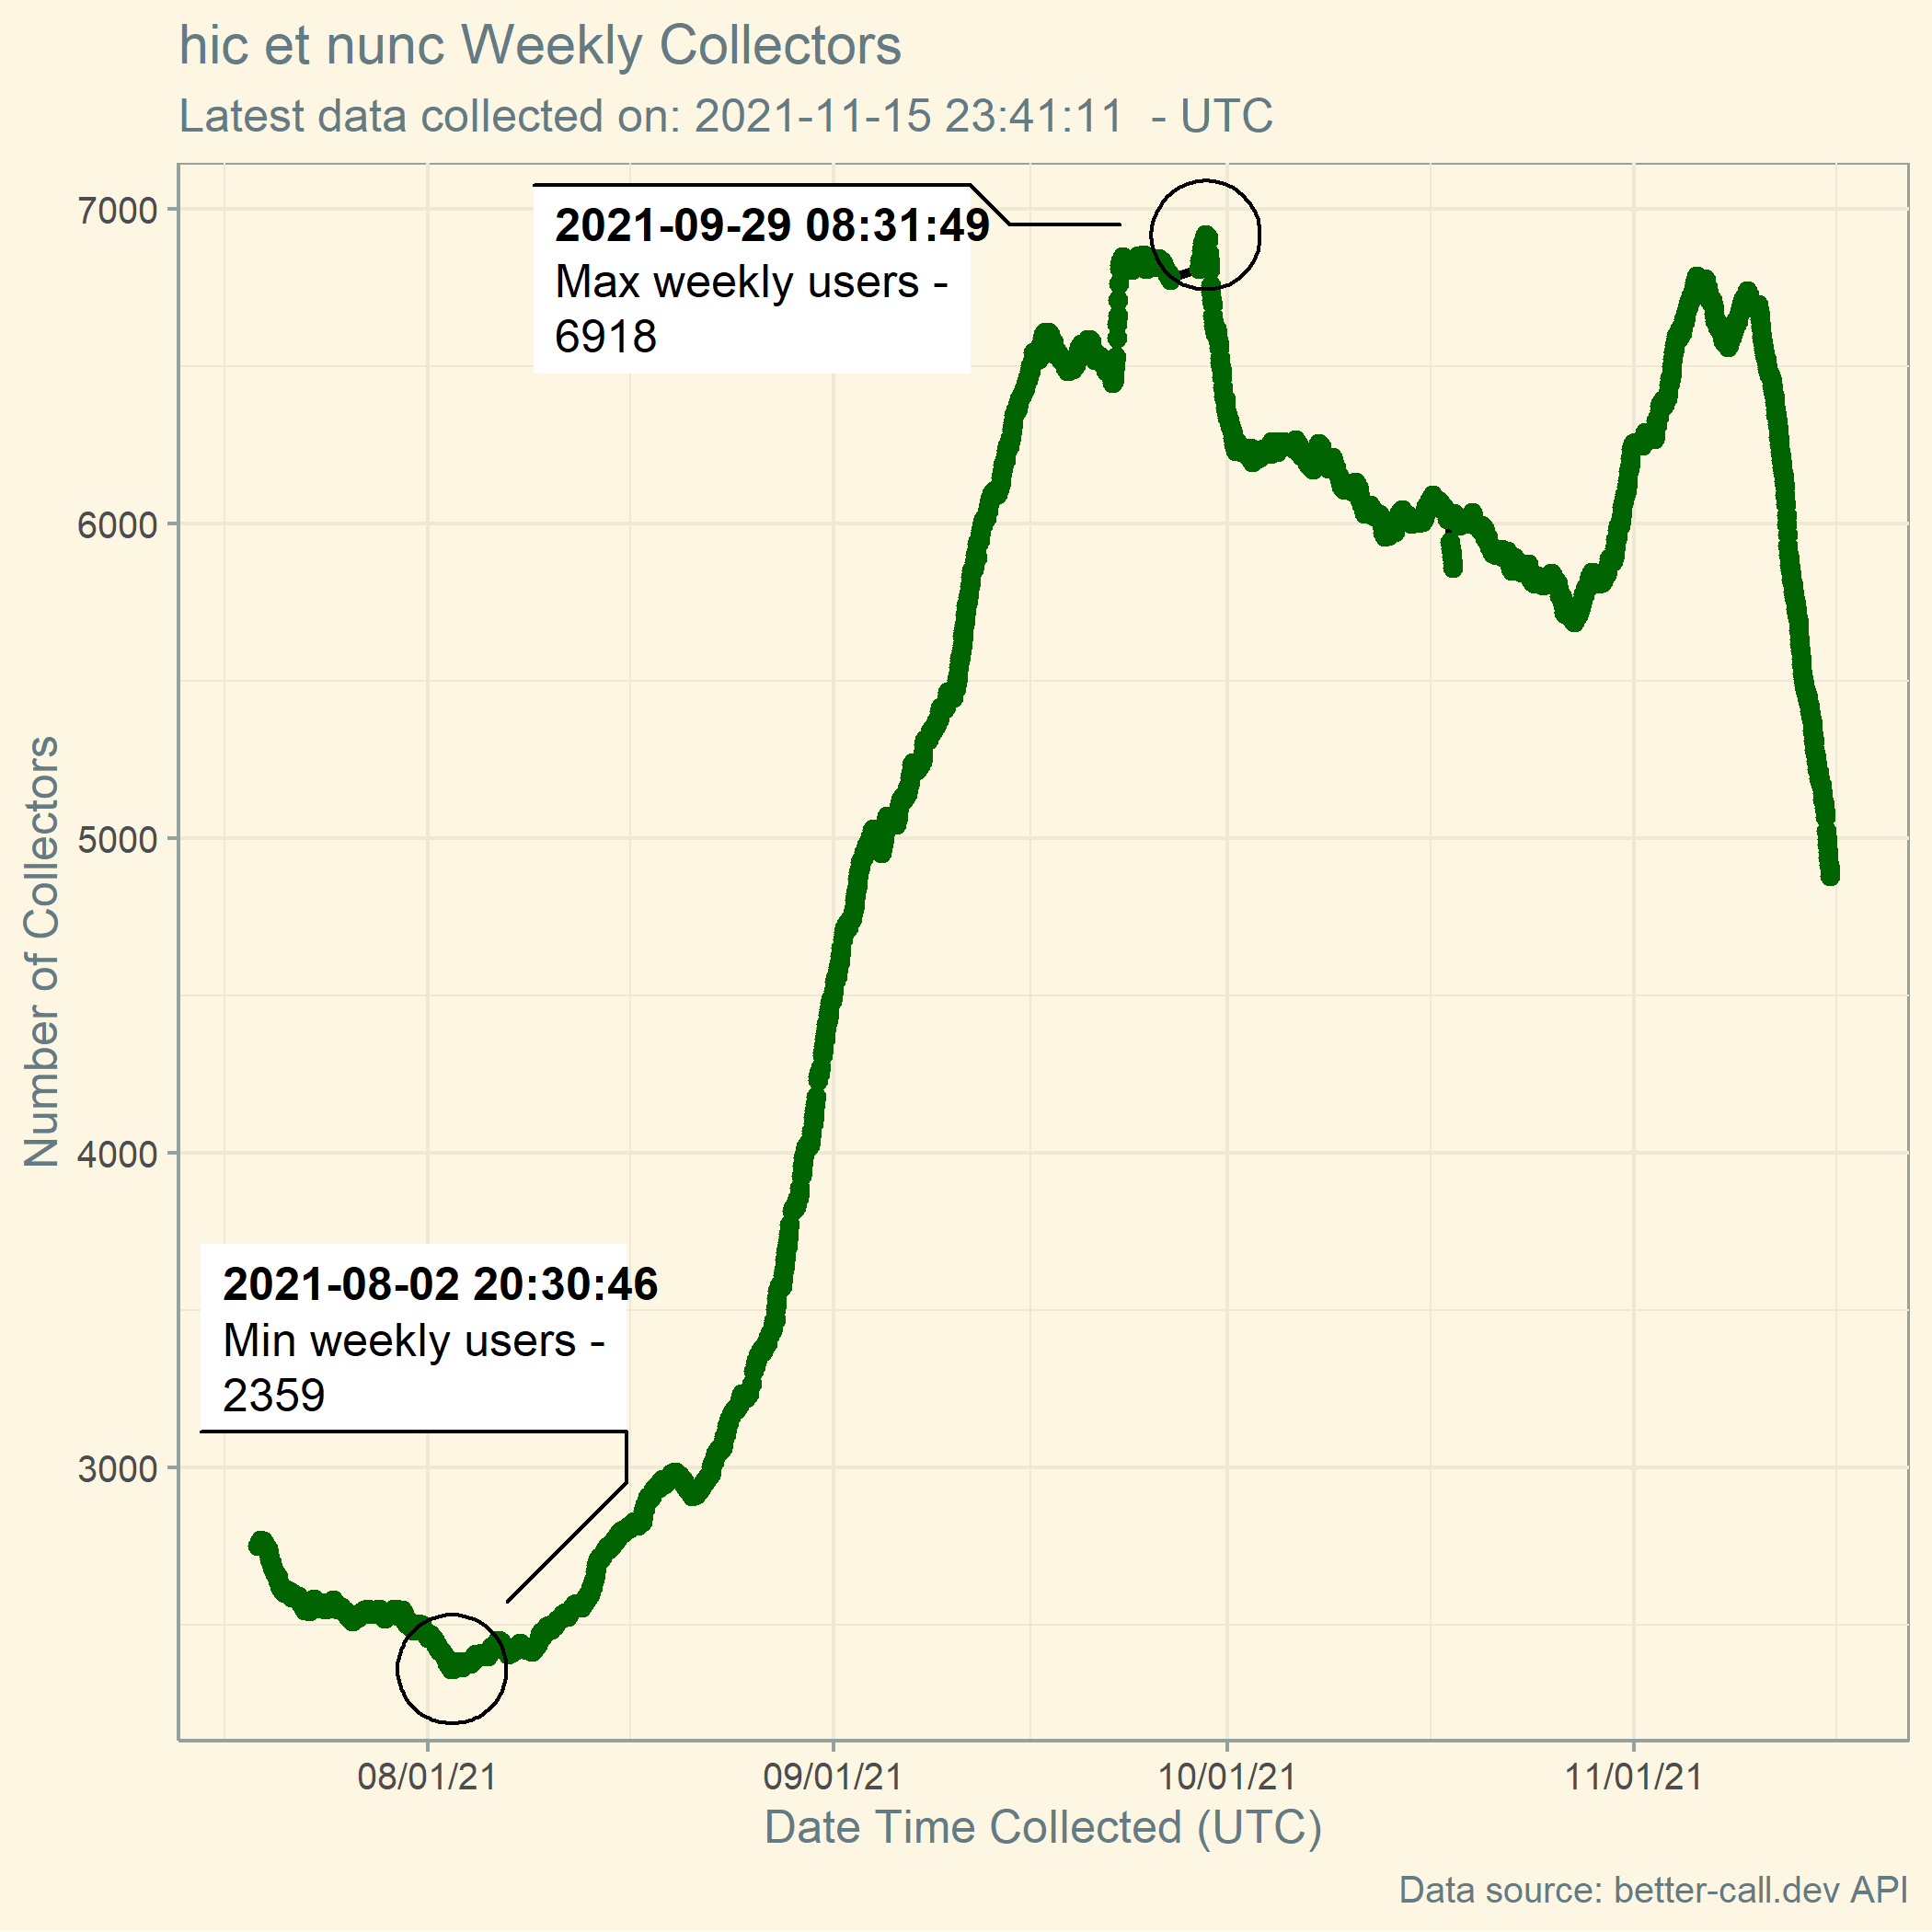 hic et nunc Weekly Collectors
Latest data collected on: 2021-11-15 23:41:11  - UTC
7000
6000
5000
4000
3000
Number of Collectors
2021-09-29 08:31:49
Max weekly users -
6918
2021-08-02 20:30:46
Min weekly users -
2359
08/01/21
09/01/21
10/01/21
11/01/21
Date Time Collected (UTC)
Data source: better-call.dev API